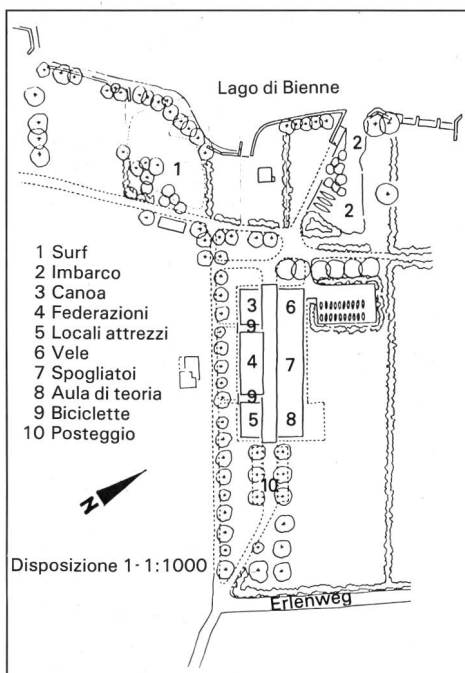 Lago di Bienne
1
2
2
1 Surf
2 Imbarco
3 Canoa
4 Federazioni
5 Locali attrezzi
6 Vele
7 Spogliatoi
8 Aula di teoria
9 Biciclette
10 Posteggio
3
6
9
4
7
9
5
8
10
N
Disposizione 1-1:1000
Erlenweg